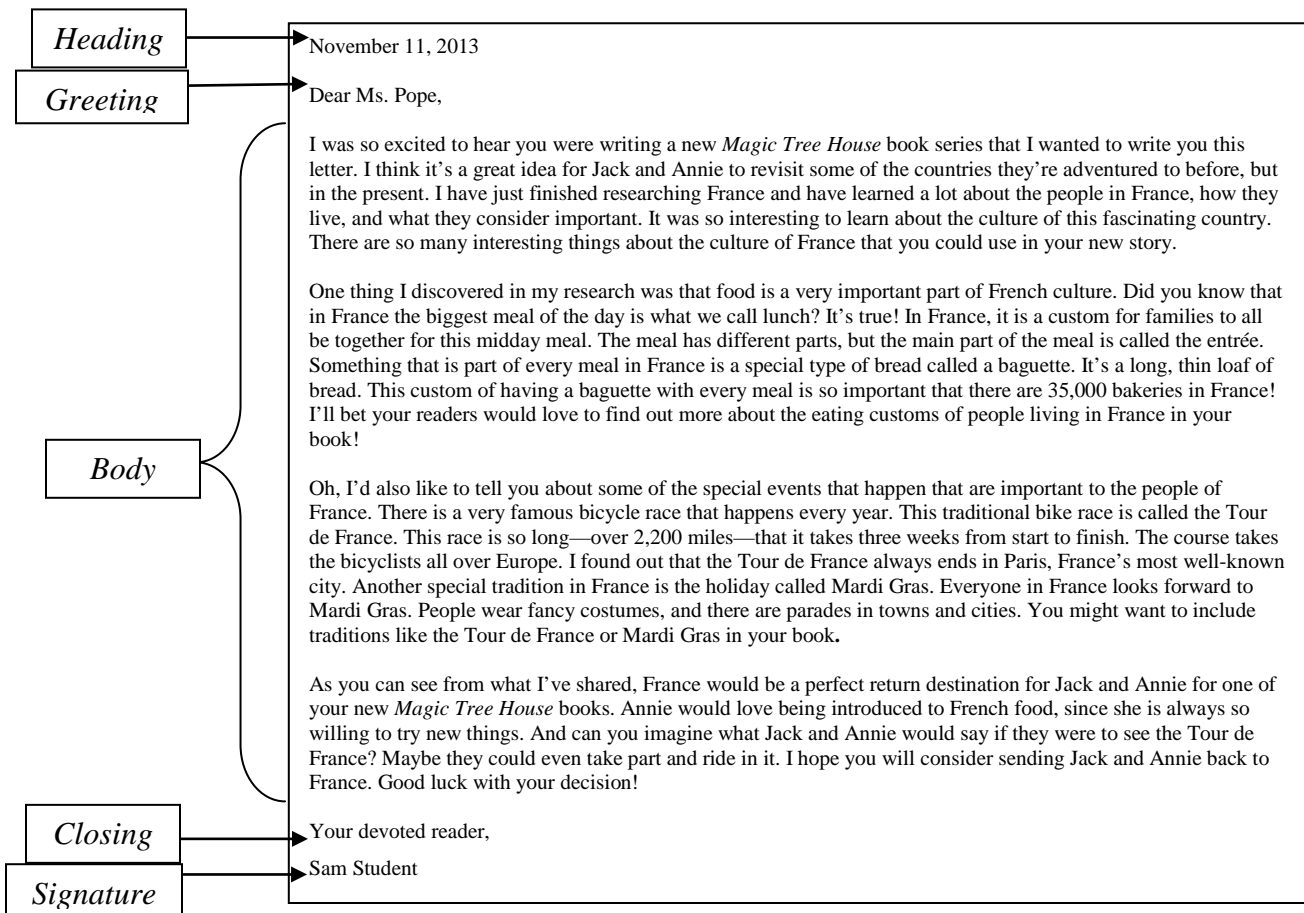 Heading
November 11, 2013
Greeting
Dear Ms. Pope,
I was so excited to hear you were writing a new Magic Tree House book series that I wanted to write you this
letter. I think it's a great idea for Jack and Annie to revisit some of the countries they're adventured to before, but
in the present. I have just finished researching France and have learned a lot about the people in France, how they
live, and what they consider important. It was so interesting to learn about the culture of this fascinating country.
There are so many interesting things about the culture of France that you could use in your new story.
One thing I discovered in my research was that food is a very important part of French culture. Did you know that
in France the biggest meal of the day is what we call lunch? It's true! In France, it is a custom for families to all
be together for this midday meal. The meal has different parts, but the main part of the meal is called the entrée.
Something that is part of every meal in France is a special type of bread called a baguette. It's a long, thin loaf of
bread. This custom of having a baguette with every meal is so important that there are 35,000 bakeries in France!
I'll bet your readers would love to find out more about the eating customs of people living in France in your
book!
Body
Oh, I'd also like to tell you about some of the special events that happen that are important to the people of
France. There is a very famous bicycle race that happens every year. This traditional bike race is called the Tour
de France. This race is so long—over 2,200 miles—that it takes three weeks from start to finish. The course takes
the bicyclists all over Europe. I found out that the Tour de France always ends in Paris, France's most well-known
city. Another special tradition in France is the holiday called Mardi Gras. Everyone in France looks forward to
Mardi Gras. People wear fancy costumes, and there are parades in towns and cities. You might want to include
traditions like the Tour de France or Mardi Gras in your book.
As you can see from what I've shared, France would be a perfect return destination for Jack and Annie for one of
your new Magic Tree House books. Annie would love being introduced to French food, since she is always so
willing to try new things. And can you imagine what Jack and Annie would say if they were to see the Tour de
France? Maybe they could even take part and ride in it. I hope you will consider sending Jack and Annie back to
France. Good luck with your decision!
Closing
Your devoted reader,
Signature
Sam Student